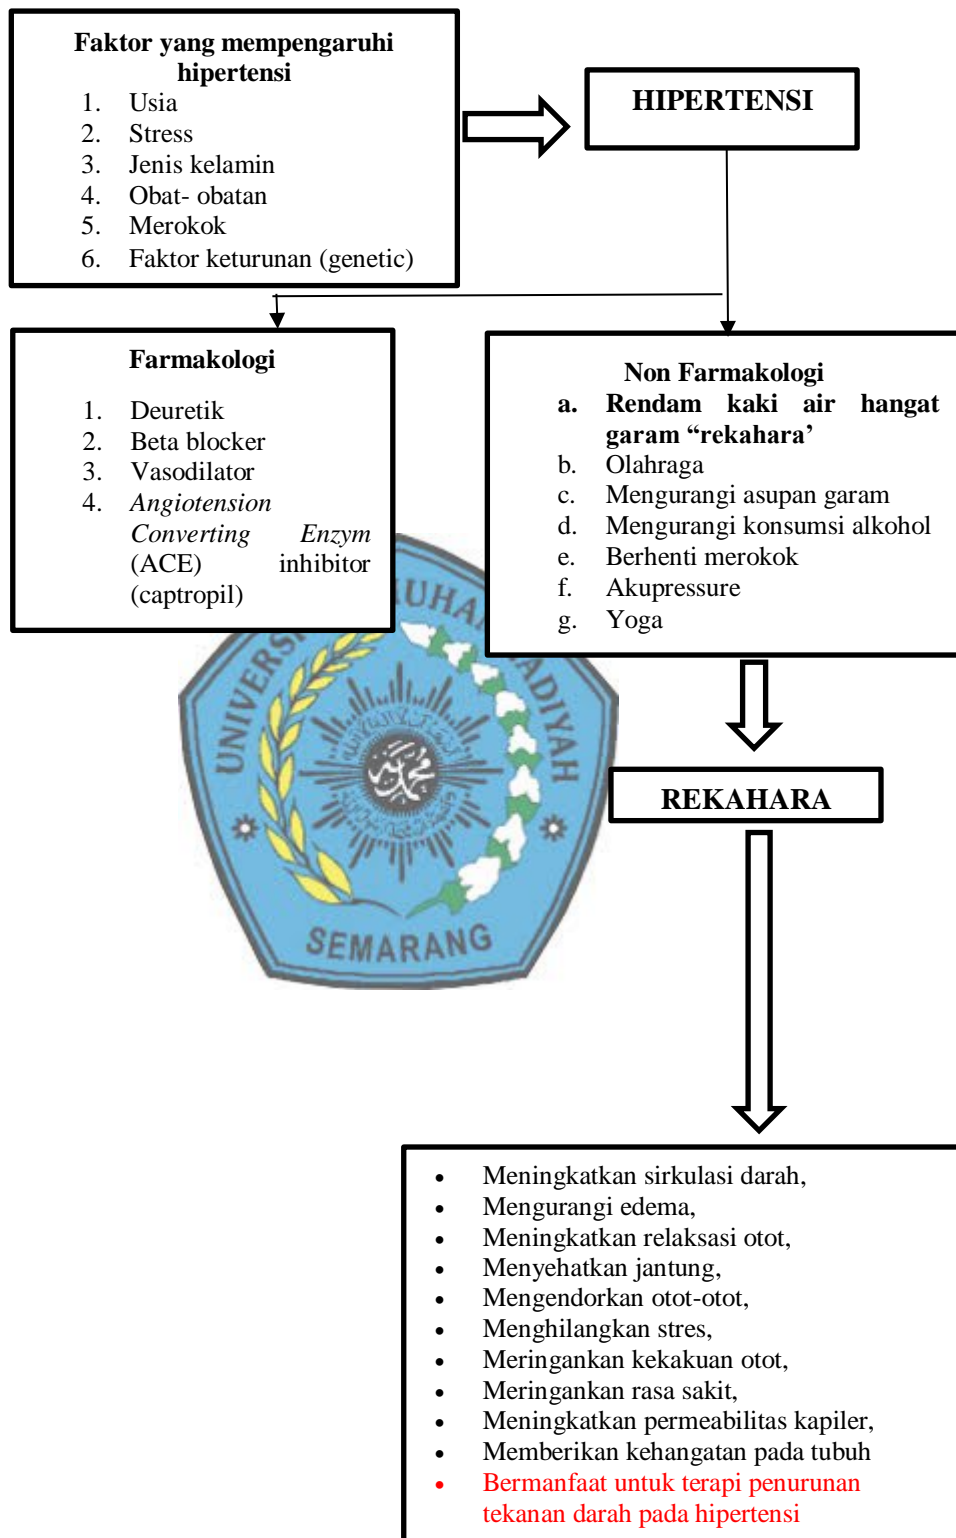 Faktor yang mempengaruhi
hipertensi
1. Usia
2. Stress
3. Jenis kelamin
4. Obat- obatan
5. Merokok
6. Faktor keturunan (genetic)
HIPERTENSI
Farmakologi
1. Deuretik
2. Beta blocker
3. Vasodilator
4. Angiotension
Converting Enzym
(ACE) inhibitor
(captropil)
Non Farmakologi
a. Rendam kaki air hangat
garam “rekahara’
b. Olahraga
c. Mengurangi asupan garam
d. Mengurangi konsumsi alkohol
e. Berhenti merokok
f. Akupressure
g. Yoga
SEMARANG
REKAHARA
• Meningkatkan sirkulasi darah,
• Mengurangi edema,
• Meningkatkan relaksasi otot,
• Menyehatkan jantung,
• Mengendorkan otot-otot,
• Menghilangkan stres,
• Meringankan kekakuan otot,
• Meringankan rasa sakit,
• Meningkatkan permeabilitas kapiler,
• Memberikan kehangatan pada tubuh
• Bermanfaat untuk terapi penurunan
tekanan darah pada hipertensi